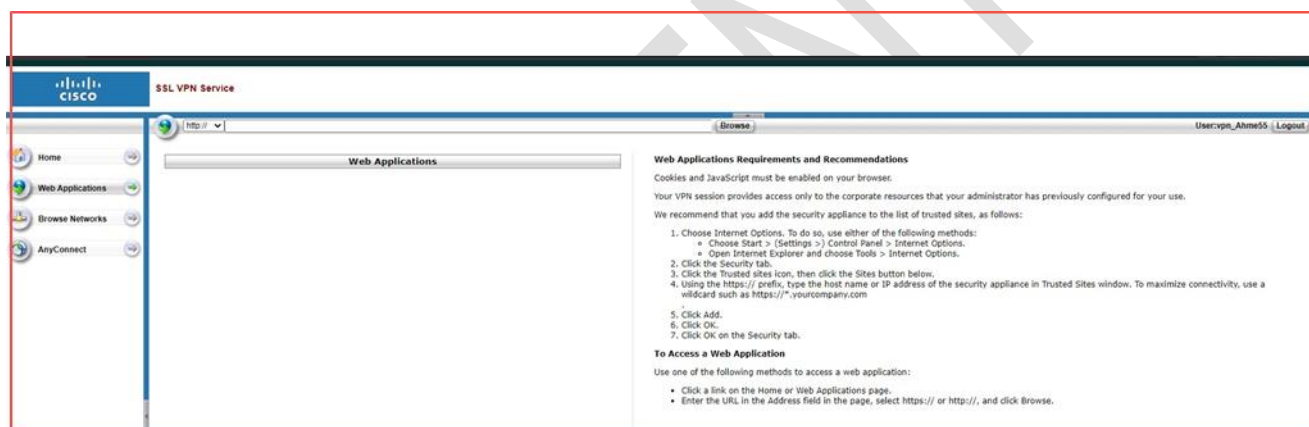 CISCO
SSL VPN Service
http://
Browse
User:vpn_Ahme55
Logout
Home
Web Applications
Browse Networks
AnyConnect
Web Applications
Web Applications Requirements and Recommendations
Cookies and JavaScript must be enabled on your browser.
Your VPN session provides access only to the corporate resources that your administrator has previously configured for your use.
We recommend that you add the security appliance to the list of trusted sites, as follows:
1. Choose Internet Options. To do so, use either of the following methods:
Choose Start > (Settings >) Control Panel > Internet Options.
Open Internet Explorer and choose Tools > Internet Options.
2. Click the Security tab.
3. Click the Trusted sites icon, then click the Sites button below.
4. Using the https:// prefix, type the host name or IP address of the security appliance in Trusted Sites window. To maximize connectivity, use a
wildcard such as https://*.yourcompany.com
.
5. Click Add.
6. Click OK.
7. Click OK on the Security tab.
To Access a Web Application
Use one of the following methods to access a web application:
• Click a link on the Home or Web Applications page.
• Enter the URL in the Address field in the page, select https:// or http://, and click Browse.